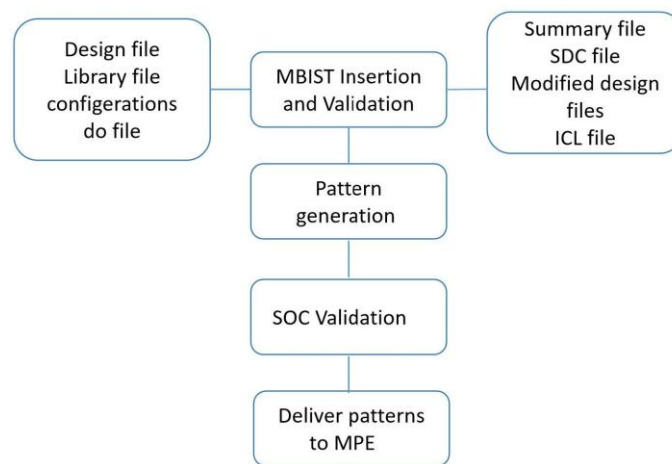 Design file
Library file
configerations
do file
MBIST Insertion
and Validation
Summary file
SDC file
Modified design
files
ICL file
Pattern
generation
SOC Validation
Deliver patterns
to MPE